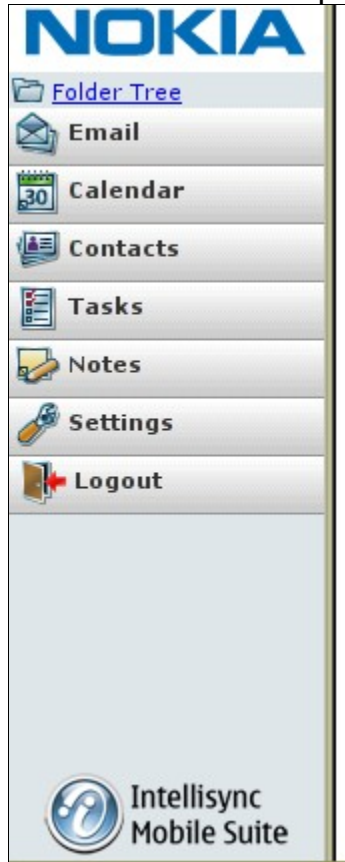 NOKIA
Folder Tree
Email
30
Calendar
Contacts
Tasks
Notes
Settings
Logout
Intellisync
Mobile Suite